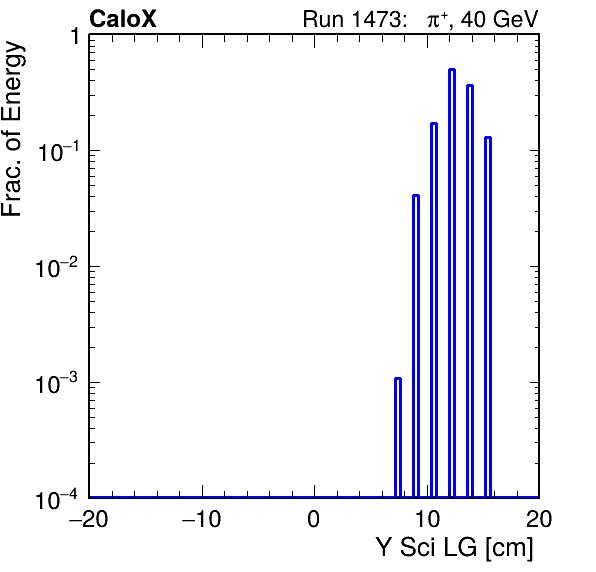 CaloX Run 1473: π⁺, 40 GeV
Frac. of Energy
1
10⁻¹
10⁻²
10⁻³
10⁻⁴
−20 −10 0 10 20
Y Sci LG [cm]